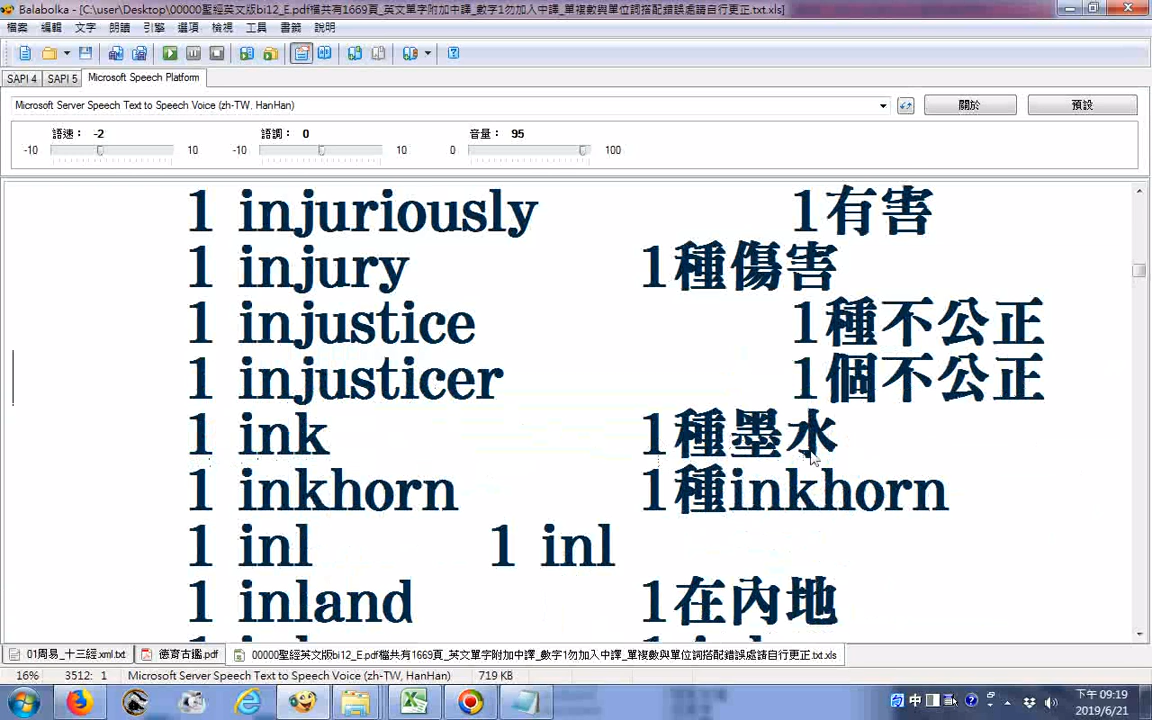 Balabolka - [C:\user\Desktop\00000聖經英文版bi12_E.pdf檔共有1669頁_英文單字附加中譯_數字1勿加入中譯_單複數與單位詞搭配錯誤處請自行更正.txt.xls]
檔案 編輯 文字 朗讀 引擎 選項 檢視 工具 書籤 說明
SAPI 4 SAPI 5 Microsoft Speech Platform
Microsoft Server Speech Text to Speech Voice (zh-TW, HanHan) 關於 預設
語速： -2 語調： 0 音量： 95
-10 10 -10 10 0 100
1 injuriously 1有害
1 injury 1種傷害
1 injustice 1種不公正
1 injusticer 1個不公正
1 ink 1種墨水
1 inkhorn 1種inkhorn
1 inl 1 inl
1 inland 1在內地
01周易_十三經.xml.txt 德育古鑑.pdf 00000聖經英文版bi12_E.pdf檔共有1669頁_英文單字附加中譯_數字1勿加入中譯_單複數與單位詞搭配錯誤處請自行更正.txt.xls
16% 3512: 1 Microsoft Server Speech Text to Speech Voice (zh-TW, HanHan) 719 KB
中 下午 09:19
2019/6/21